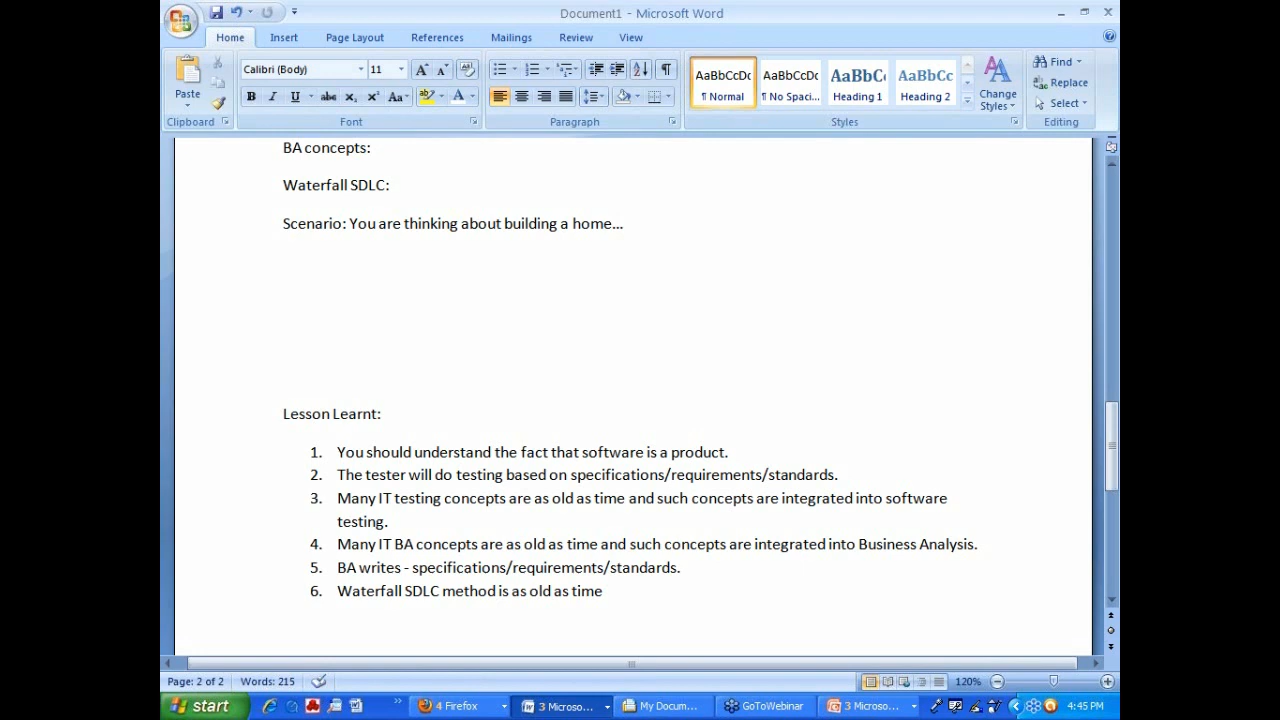 Document1 - Microsoft Word
Home Insert Page Layout References Mailings Review View
Calibri (Body) 11
AaBbCcDc AaBbCcDc AaBbCc AaBbCc
Paste
¶ Normal ¶ No Spaci... Heading 1 Heading 2
Change Styles
Find
Replace
Select
Clipboard Font Paragraph Styles Editing
BA concepts:
Waterfall SDLC:
Scenario: You are thinking about building a home...
Lesson Learnt:
1. You should understand the fact that software is a product.
2. The tester will do testing based on specifications/requirements/standards.
3. Many IT testing concepts are as old as time and such concepts are integrated into software
testing.
4. Many IT BA concepts are as old as time and such concepts are integrated into Business Analysis.
5. BA writes - specifications/requirements/standards.
6. Waterfall SDLC method is as old as time
Page: 2 of 2 Words: 215 120%
start 4 Firefox 3 Microso... My Docum... GoToWebinar 3 Microso... 4:45 PM